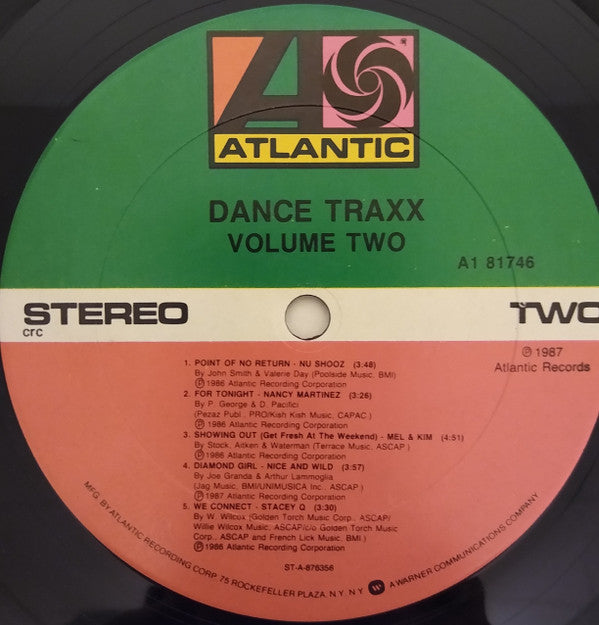 ATLANTIC
DANCE TRAXX
VOLUME TWO
A1 81746
STEREO
TWO
crc
℗ 1987
Atlantic Records
1. POINT OF NO RETURN - NU SHOOZ (3:48)
By John Smith & Valerie Day (Poolside Music, BMI)
℗ 1986 Atlantic Recording Corporation
2. FOR TONIGHT - NANCY MARTINEZ (3:26)
By P. George & D. Pacifici
(Pezaz Publ., PRO/Kish Kish Music, CAPAC.)
℗ 1986 Atlantic Recording Corporation
3. SHOWING OUT (Get Fresh At The Weekend) - MEL & KIM (4:51)
By Stock, Aitken & Waterman (Terrace Music, ASCAP)
℗ 1986 Atlantic Recording Corporation
4. DIAMOND GIRL - NICE AND WILD (3:57)
By Joe Granda & Arthur Lammoglia
(Jag Music, BMI/UNIMUSICA Inc., ASCAP.)
℗ 1987 Atlantic Recording Corporation
5. WE CONNECT - STACEY Q (3:30)
By W. Wilcox (Golden Torch Music Corp., ASCAP/
Willie Wilcox Music, ASCAP/c/o Golden Torch Music
Corp., ASCAP and French Lick Music, BMI.)
℗ 1986 Atlantic Recording Corporation
ST-A-876356
MFG. BY ATLANTIC RECORDING CORP. 75 ROCKEFELLER PLAZA, N.Y. N.Y. A WARNER COMMUNICATIONS COMPANY